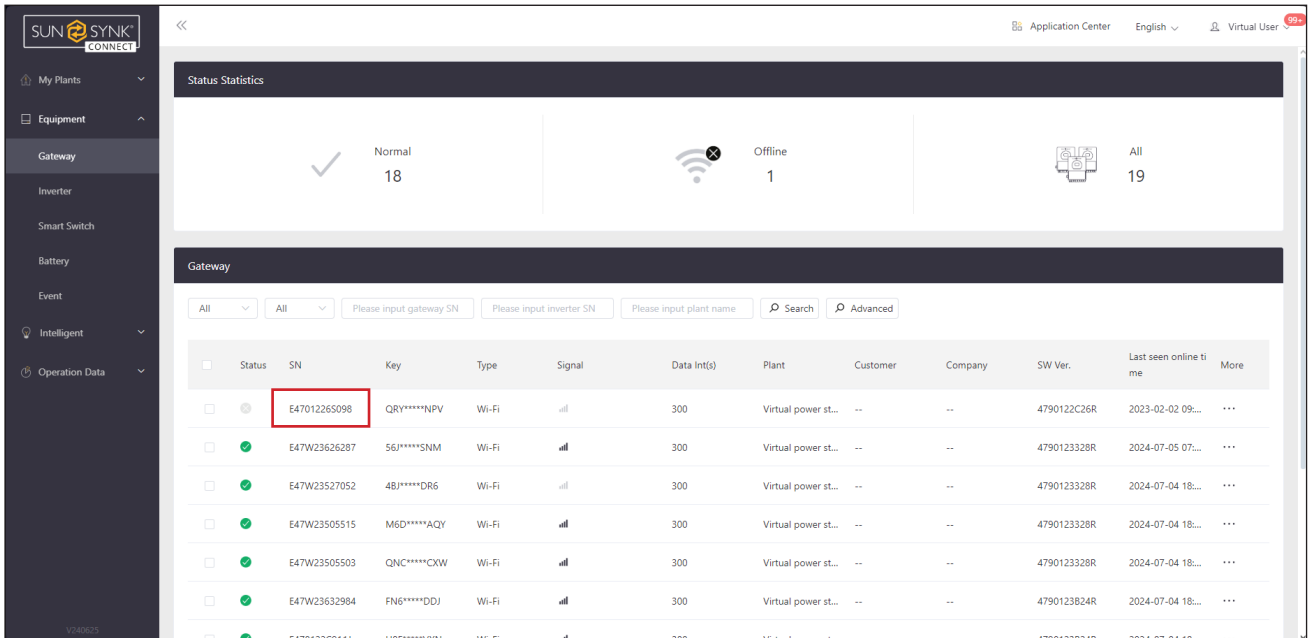 SUN SYNK®
CONNECT
Application Center English Virtual User 99+
My Plants
Equipment
Gateway
Inverter
Smart Switch
Battery
Event
Intelligent
Operation Data
V240625
Status Statistics
Normal
18
Offline
1
All
19
Gateway
All All Please input gateway SN Please input inverter SN Please input plant name Search Advanced
Status SN Key Type Signal Data Int(s) Plant Customer Company SW Ver. Last seen online ti
me More
E4701226S098 QRY*****NPV Wi-Fi 300 Virtual power st... -- -- 4790122C26R 2023-02-02 09:... ...
E47W23626287 56J*****SNM Wi-Fi 300 Virtual power st... -- -- 4790123328R 2024-07-05 07:... ...
E47W23527052 4BJ*****DR6 Wi-Fi 300 Virtual power st... -- -- 4790123328R 2024-07-04 18:... ...
E47W23505515 M6D*****AQY Wi-Fi 300 Virtual power st... -- -- 4790123328R 2024-07-04 18:... ...
E47W23505503 QNC*****CXW Wi-Fi 300 Virtual power st... -- -- 4790123328R 2024-07-04 18:... ...
E47W23632984 FN6*****DDJ Wi-Fi 300 Virtual power st... -- -- 4790123B24R 2024-07-04 18:... ...